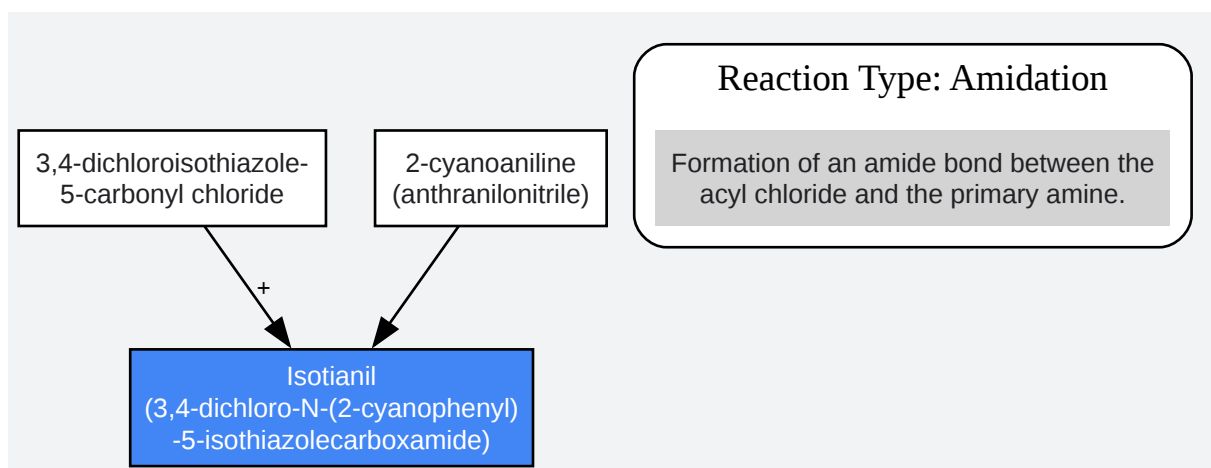 Reaction Type: Amidation
Formation of an amide bond between the
acyl chloride and the primary amine.
3,4-dichloroisothiazole-
5-carbonyl chloride
2-cyanoaniline
(anthranilonitrile)
+
Isotianil
(3,4-dichloro-N-(2-cyanophenyl)
-5-isothiazolecarboxamide)